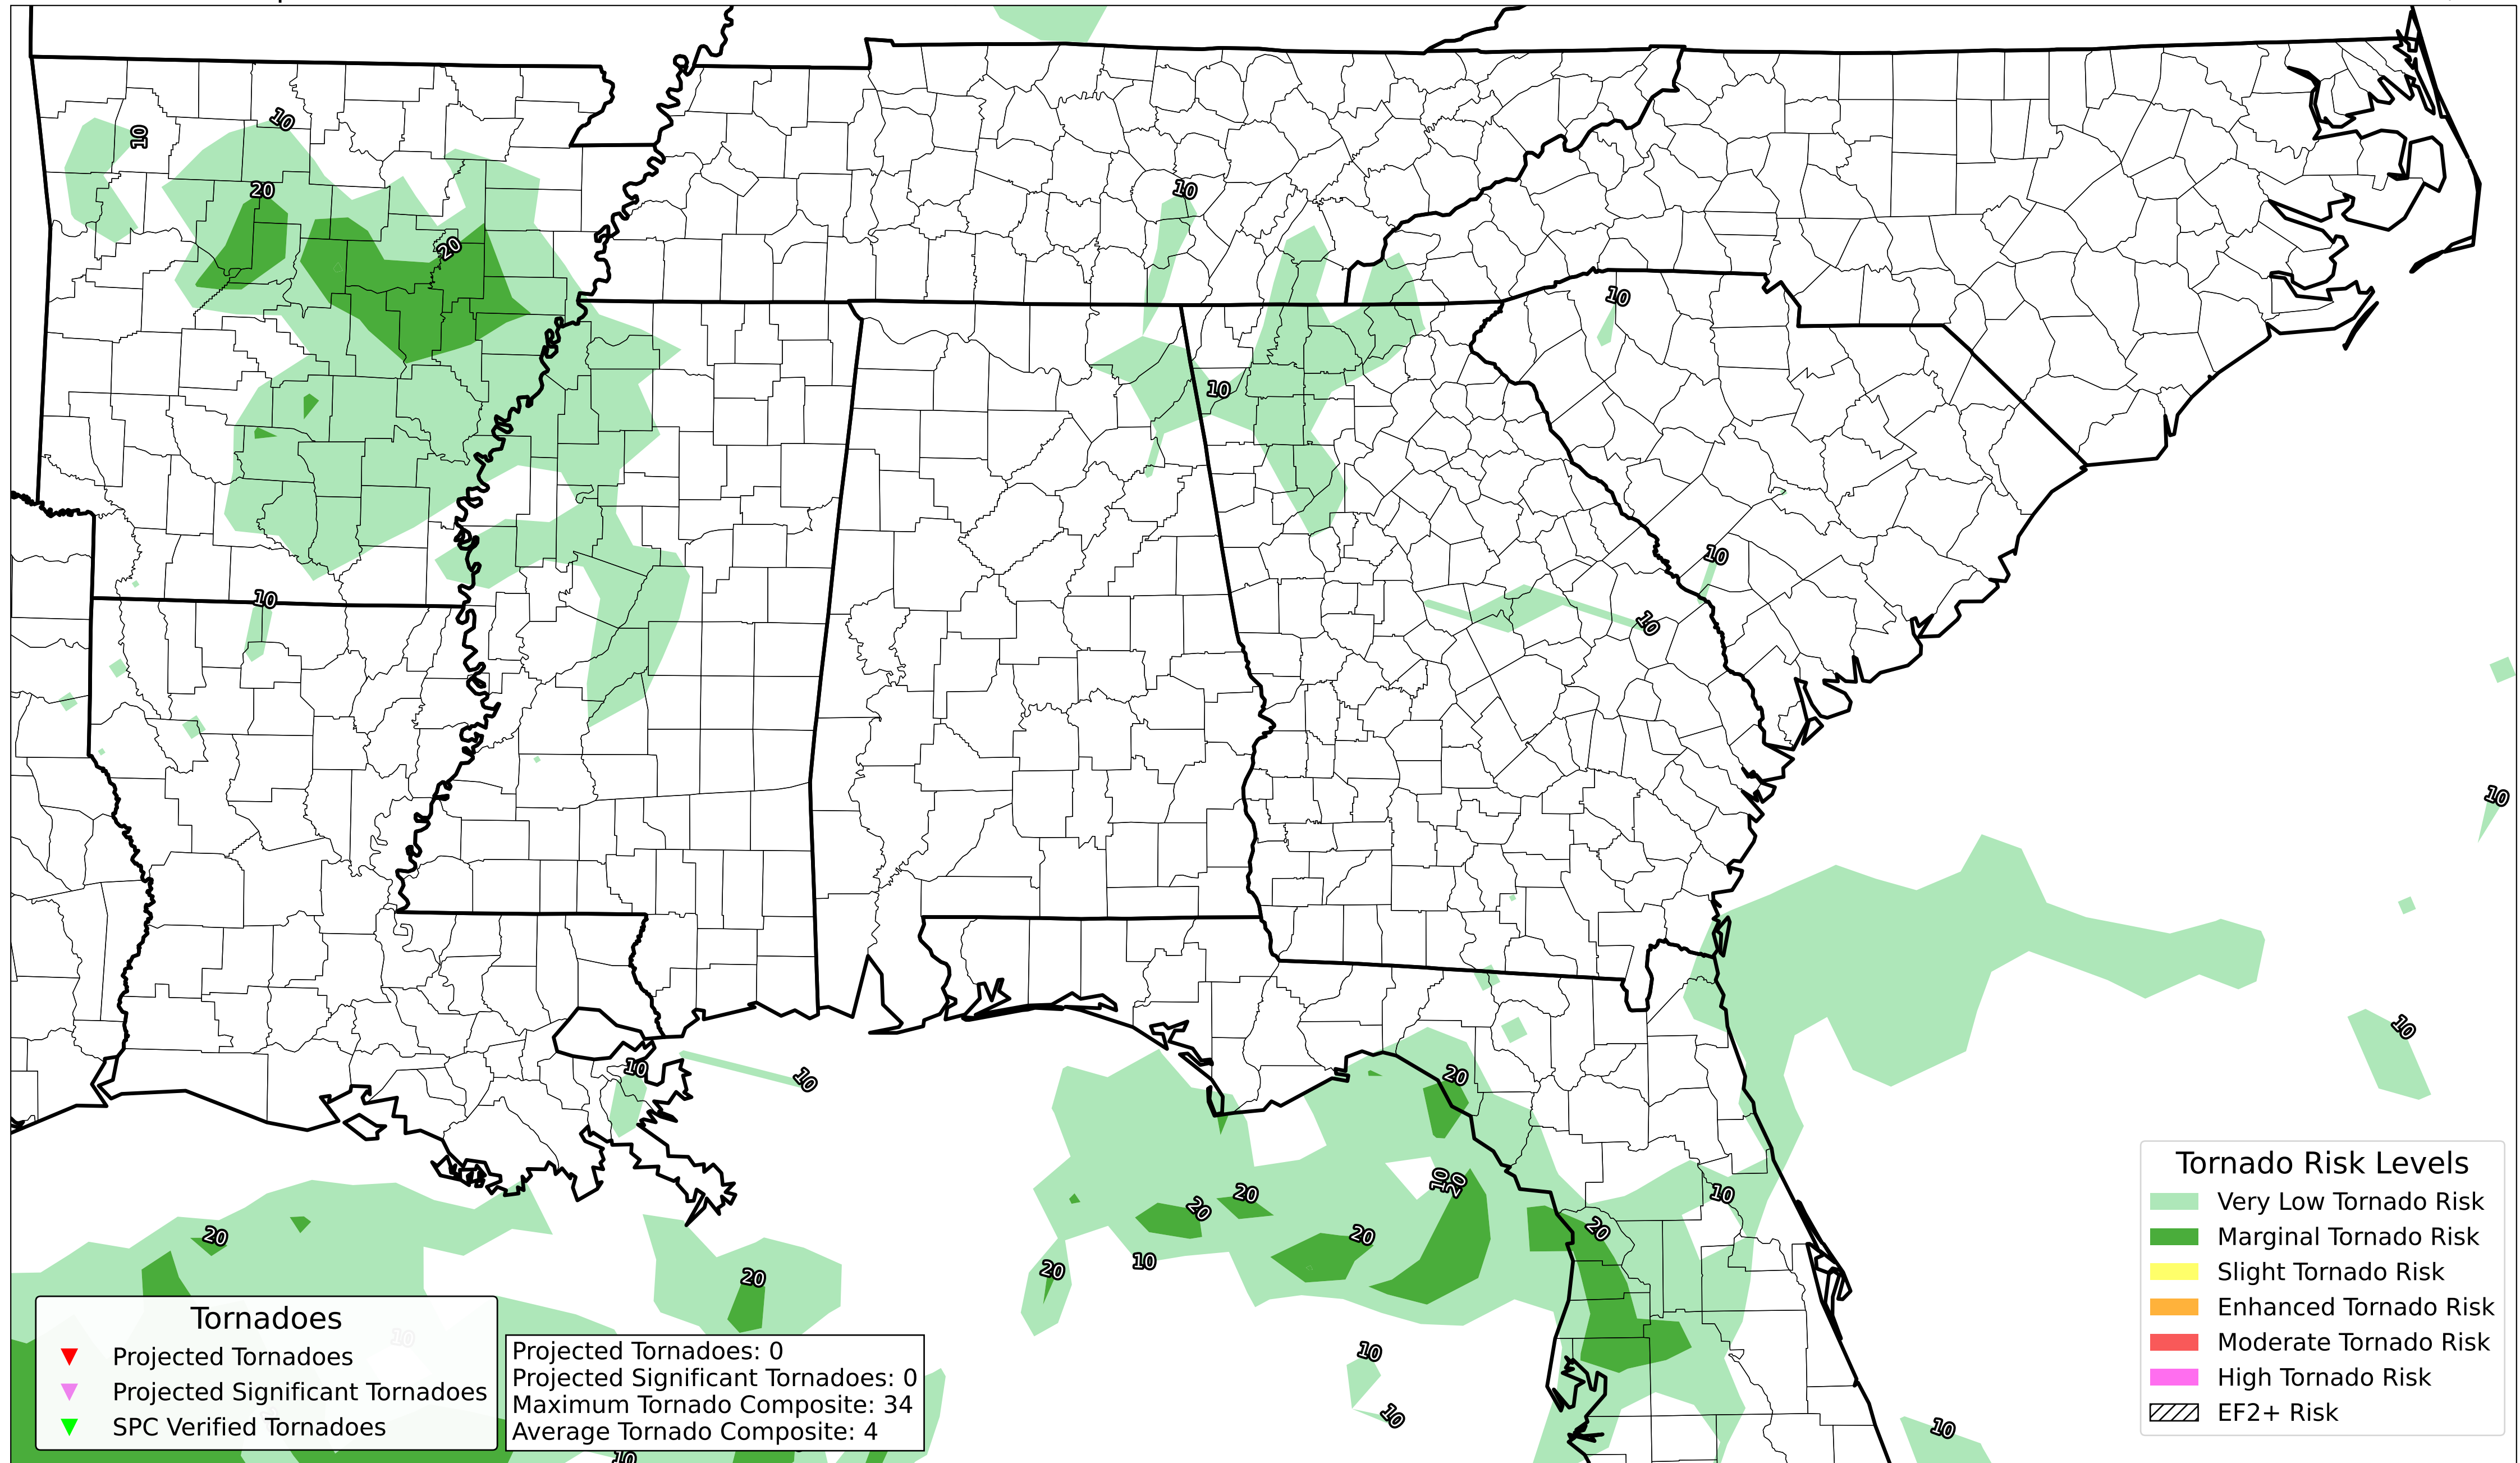 10
10
20
20
10
10
10
10
10
10
10
10
10
20
10
20
20
20
10
20
10
20
20
10
20
10
10
10
10
10
10
Tornadoes
Projected Tornadoes
Projected Significant Tornadoes
SPC Verified Tornadoes
Projected Tornadoes: 0
Projected Significant Tornadoes: 0
Maximum Tornado Composite: 34
Average Tornado Composite: 4
Tornado Risk Levels
Very Low Tornado Risk
Marginal Tornado Risk
Slight Tornado Risk
Enhanced Tornado Risk
Moderate Tornado Risk
High Tornado Risk
EF2+ Risk